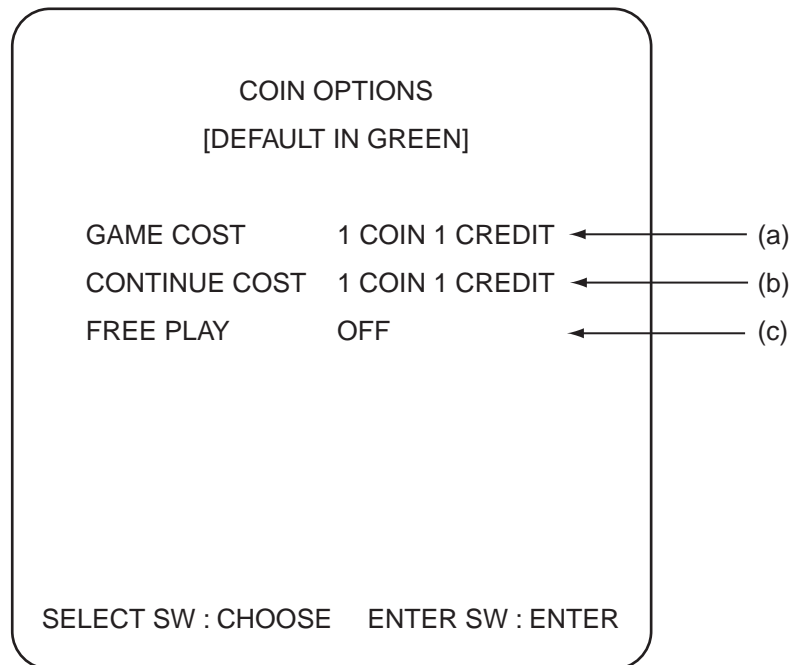 COIN OPTIONS
[DEFAULT IN GREEN]
GAME COST 1 COIN 1 CREDIT (a)
CONTINUE COST 1 COIN 1 CREDIT (b)
FREE PLAY OFF (c)
SELECT SW : CHOOSE ENTER SW : ENTER